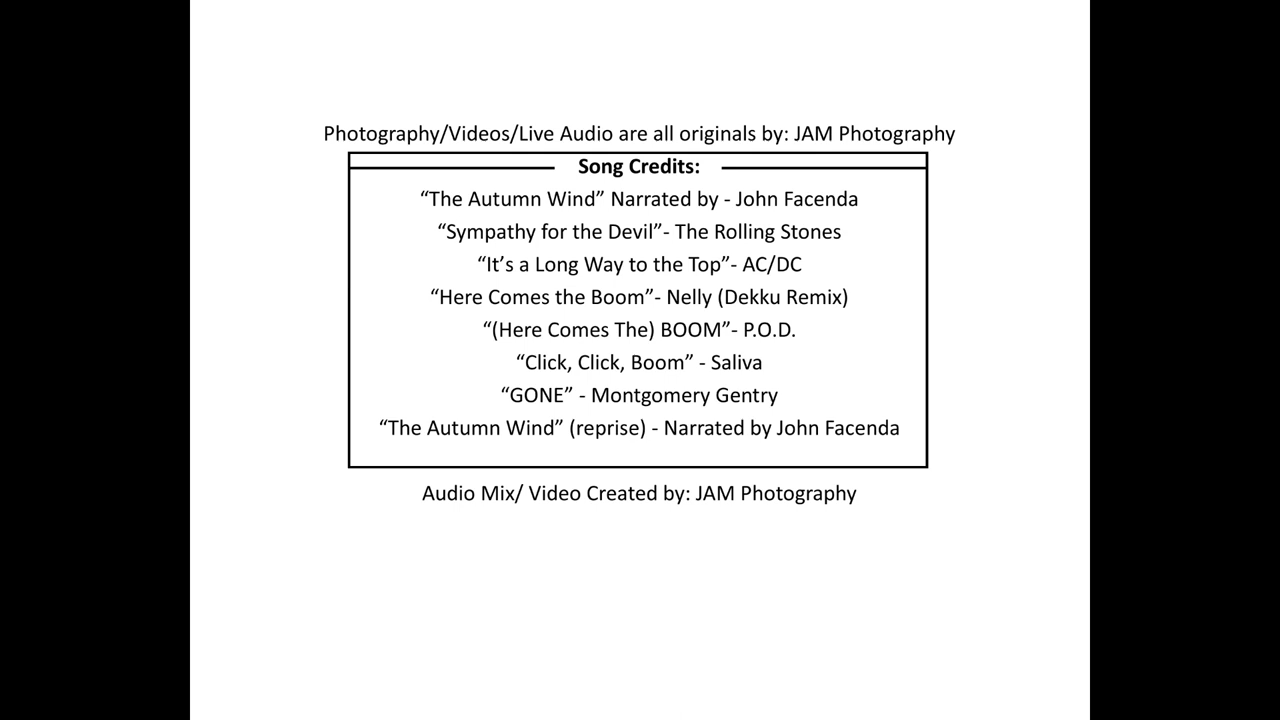 Photography/Videos/Live Audio are all originals by: JAM Photography
Song Credits:
“The Autumn Wind” Narrated by - John Facenda
“Sympathy for the Devil”- The Rolling Stones
“It’s a Long Way to the Top”- AC/DC
“Here Comes the Boom”- Nelly (Dekku Remix)
“(Here Comes The) BOOM”- P.O.D.
“Click, Click, Boom” - Saliva
“GONE” - Montgomery Gentry
“The Autumn Wind” (reprise) - Narrated by John Facenda
Audio Mix/ Video Created by: JAM Photography